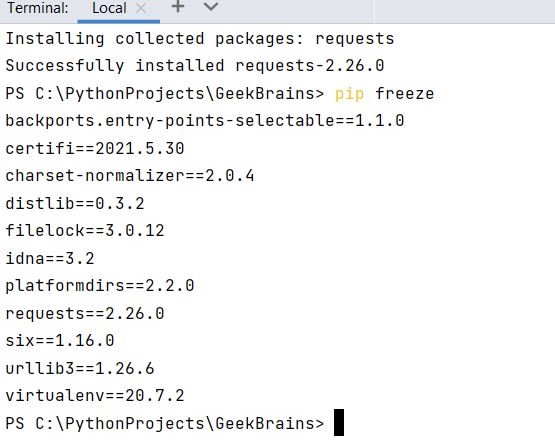 Terminal: Local × +
Installing collected packages: requests
Successfully installed requests-2.26.0
PS C:\PythonProjects\GeekBrains> pip freeze
backports.entry-points-selectable==1.1.0
certifi==2021.5.30
charset-normalizer==2.0.4
distlib==0.3.2
filelock==3.0.12
idna==3.2
platformdirs==2.2.0
requests==2.26.0
six==1.16.0
urllib3==1.26.6
virtualenv==20.7.2
PS C:\PythonProjects\GeekBrains>